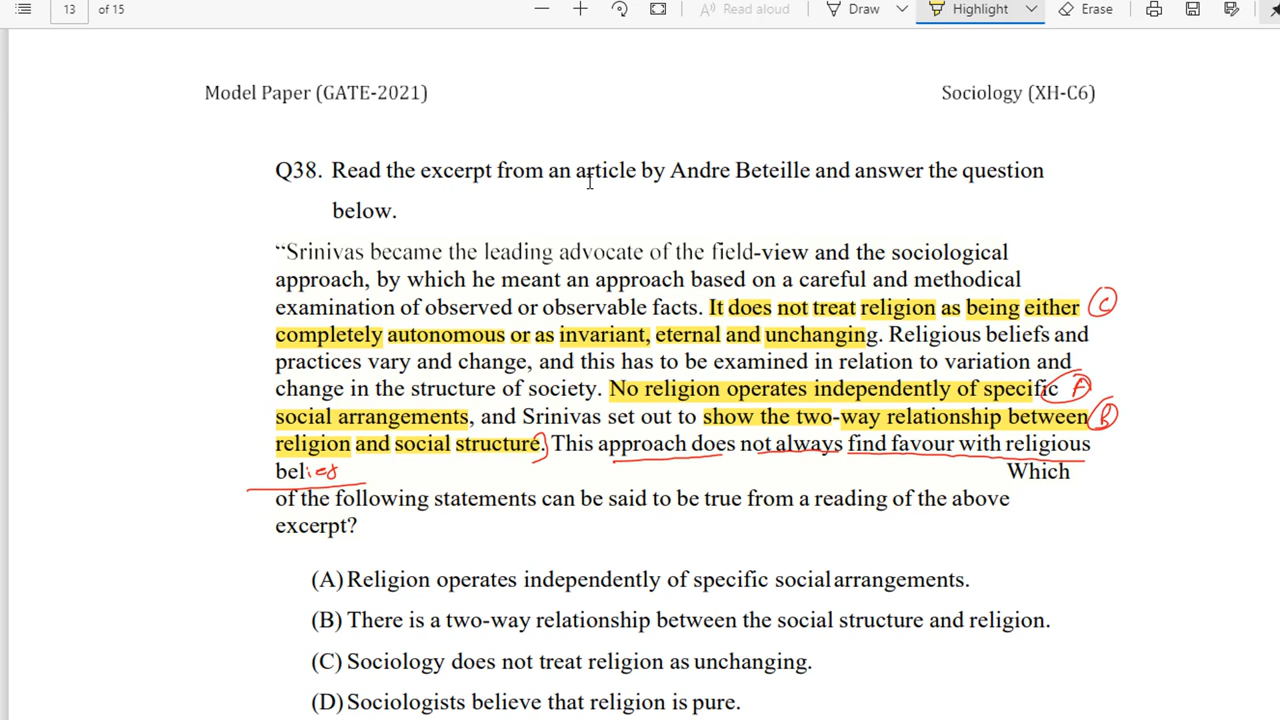 13 of 15 Read aloud Draw Highlight Erase
Model Paper (GATE-2021) Sociology (XH-C6)
Q38. Read the excerpt from an article by Andre Beteille and answer the question
below.
“Srinivas became the leading advocate of the field-view and the sociological
approach, by which he meant an approach based on a careful and methodical
examination of observed or observable facts. It does not treat religion as being either C
completely autonomous or as invariant, eternal and unchanging. Religious beliefs and
practices vary and change, and this has to be examined in relation to variation and
change in the structure of society. No religion operates independently of specific A
social arrangements, and Srinivas set out to show the two-way relationship between B
religion and social structure. This approach does not always find favour with religious
belief Which
of the following statements can be said to be true from a reading of the above
excerpt?
(A) Religion operates independently of specific social arrangements.
(B) There is a two-way relationship between the social structure and religion.
(C) Sociology does not treat religion as unchanging.
(D) Sociologists believe that religion is pure.